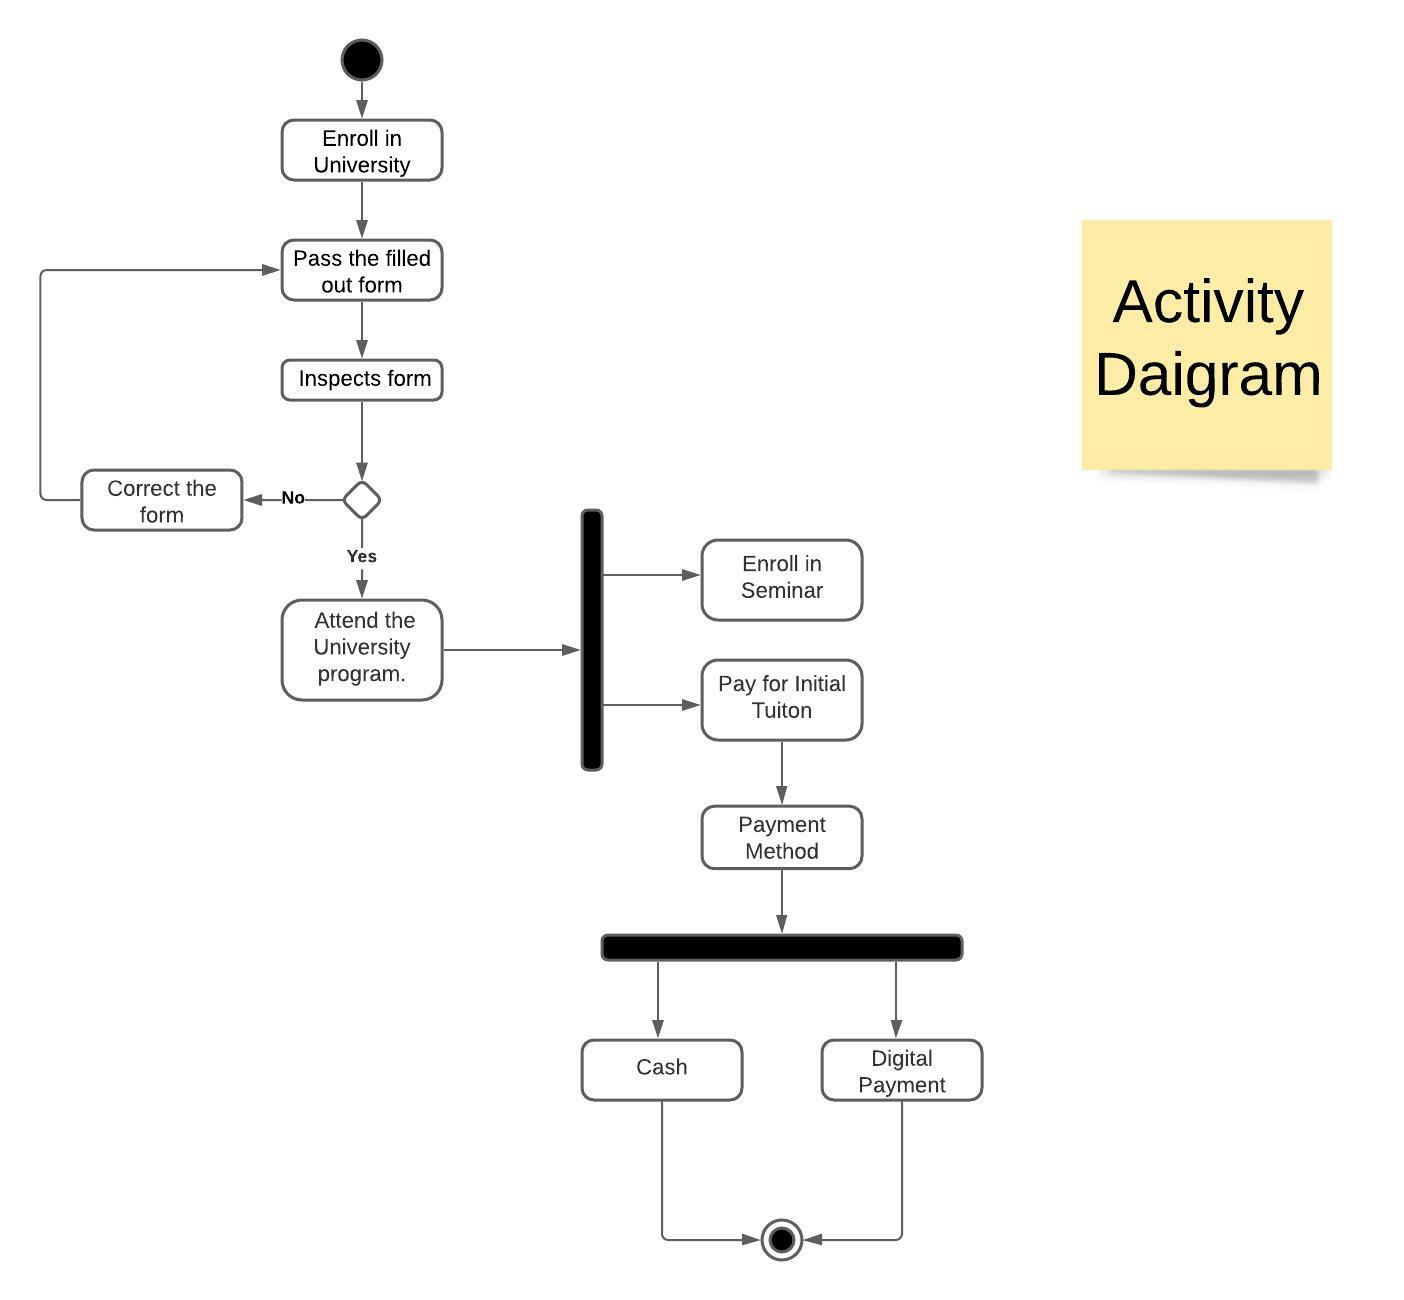 Enroll in
University
Pass the filled
out form
Activity
Daigram
Inspects form
Correct the
form
No
Yes
Enroll in
Seminar
Attend the
University
program.
Pay for Initial
Tuiton
Payment
Method
Cash
Digital
Payment